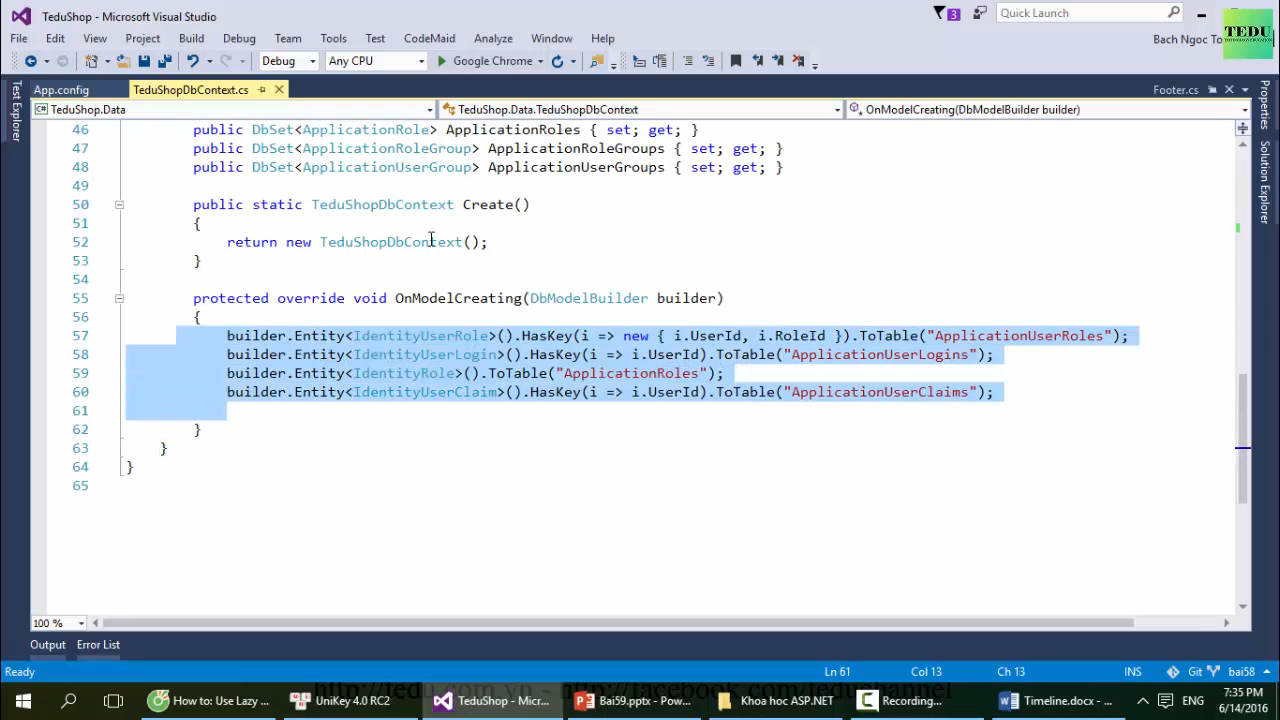 TeduShop - Microsoft Visual Studio
3
Quick Launch
TEDU
File Edit View Project Build Debug Team Tools Test CodeMaid Analyze Window Help
Bach Ngoc To
Debug Any CPU Google Chrome
Test Explorer
App.config TeduShopDbContext.cs Footer.cs
Properties
Solution Explorer
TeduShop.Data TeduShop.Data.TeduShopDbContext OnModelCreating(DbModelBuilder builder)
46 public DbSet<ApplicationRole> ApplicationRoles { set; get; }
47 public DbSet<ApplicationRoleGroup> ApplicationRoleGroups { set; get; }
48 public DbSet<ApplicationUserGroup> ApplicationUserGroups { set; get; }
49
50 public static TeduShopDbContext Create()
51 {
52 return new TeduShopDbContext();
53 }
54
55 protected override void OnModelCreating(DbModelBuilder builder)
56 {
57 builder.Entity<IdentityUserRole>().HasKey(i => new { i.UserId, i.RoleId }).ToTable("ApplicationUserRoles");
58 builder.Entity<IdentityUserLogin>().HasKey(i => i.UserId).ToTable("ApplicationUserLogins");
59 builder.Entity<IdentityRole>().ToTable("ApplicationRoles");
60 builder.Entity<IdentityUserClaim>().HasKey(i => i.UserId).ToTable("ApplicationUserClaims");
61
62 }
63 }
64 }
65
100 %
Output Error List
Ready Ln 61 Col 13 Ch 13 INS Git bai58
How to: Use Lazy ... UniKey 4.0 RC2 TeduShop - Micr... Bai59.pptx - Pow... Khoa hoc ASP.NET Recording... Timeline.docx - ... ENG 7:35 PM
6/14/2016